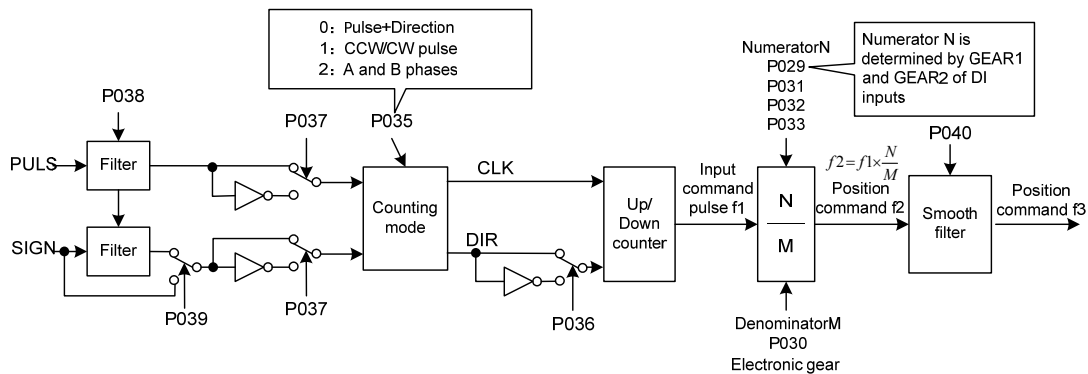 0: Pulse+Direction
1: CCW/CW pulse
2: A and B phases
NumeratorN
P029
P031
P032
P033
Numerator N is
determined by GEAR1
and GEAR2 of DI
inputs
P038
P037
P035
P040
PULS
Filter
CLK
Input
command
pulse f1
f2=f1×N/M
Position
command f2
Position
command f3
Counting
mode
Up/
Down
counter
N
M
Smooth
filter
SIGN
Filter
DIR
P039
P037
P036
DenominatorM
P030
Electronic gear